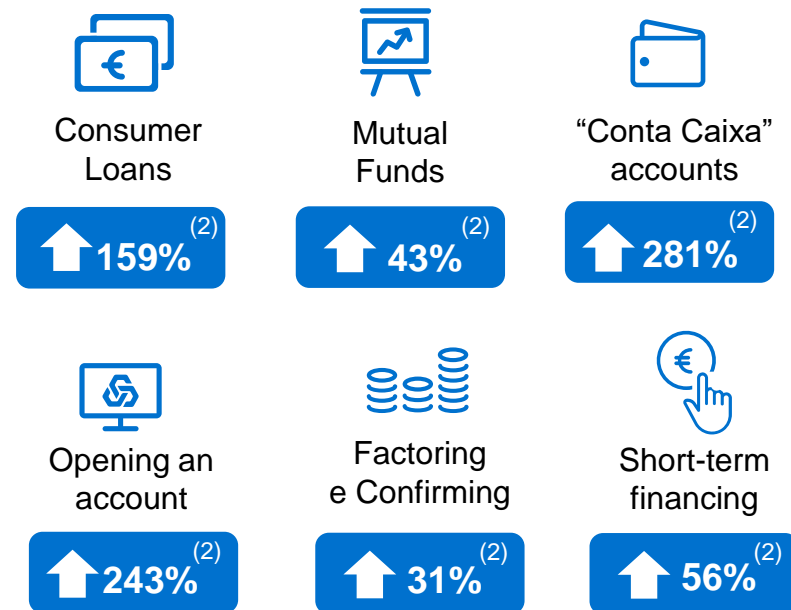 Consumer
Loans
Mutual
Funds
“Conta Caixa”
accounts
159% (2)
43% (2)
281% (2)
Opening an
account
Factoring
e Confirming
Short-term
financing
243% (2)
31% (2)
56% (2)